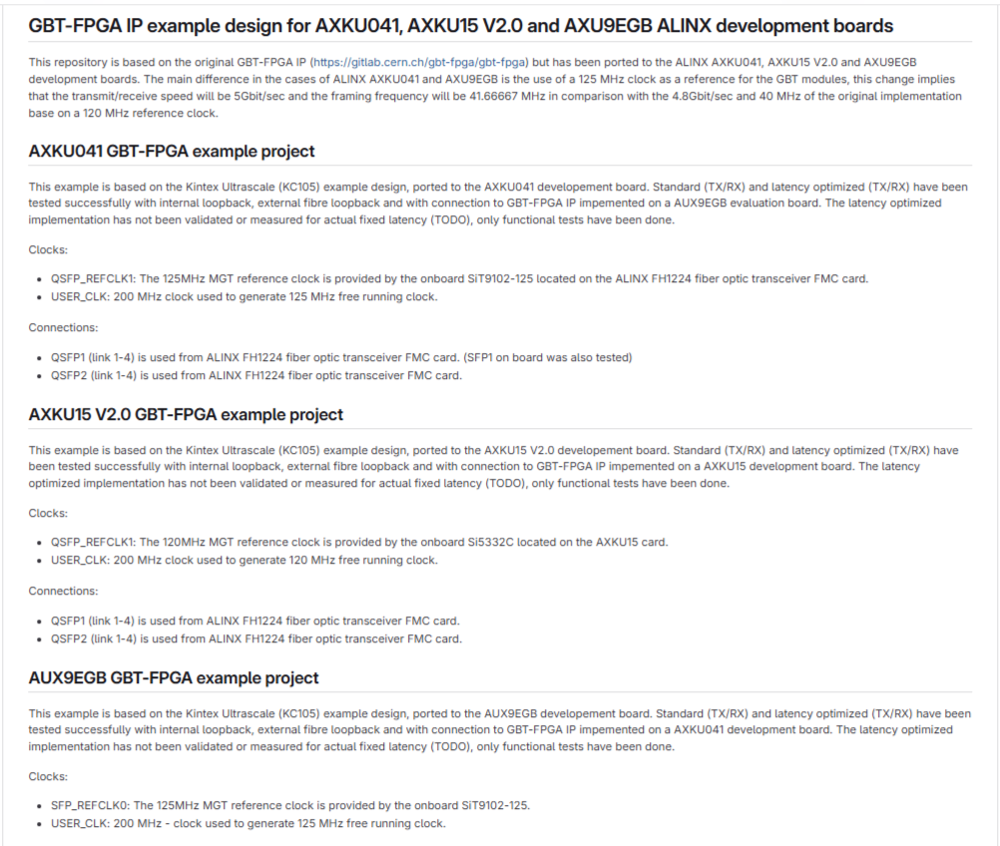 GBT-FPGA IP example design for AXKU041, AXKU15 V2.0 and AXU9EGB ALINX development boards
This repository is based on the original GBT-FPGA IP (https://gitlab.cern.ch/gbt-fpga/gbt-fpga) but has been ported to the ALINX AXKU041, AXKU15 V2.0 and AXU9EGB
development boards. The main difference in the cases of ALINX AXKU041 and AXU9EGB is the use of a 125 MHz clock as a reference for the GBT modules, this change implies
that the transmit/receive speed will be 5Gbit/sec and the framing frequency will be 41.66667 MHz in comparison with the 4.8Gbit/sec and 40 MHz of the original implementation
base on a 120 MHz reference clock.
AXKU041 GBT-FPGA example project
This example is based on the Kintex Ultrascale (KC105) example design, ported to the AXKU041 developement board. Standard (TX/RX) and latency optimized (TX/RX) have been
tested successfully with internal loopback, external fibre loopback and with connection to GBT-FPGA IP impemented on a AUX9EGB evaluation board. The latency optimized
implementation has not been validated or measured for actual fixed latency (TODO), only functional tests have been done.
Clocks:
• QSFP_REFCLK1: The 125MHz MGT reference clock is provided by the onboard SiT9102-125 located on the ALINX FH1224 fiber optic transceiver FMC card.
• USER_CLK: 200 MHz clock used to generate 125 MHz free running clock.
Connections:
• QSFP1 (link 1-4) is used from ALINX FH1224 fiber optic transceiver FMC card. (SFP1 on board was also tested)
• QSFP2 (link 1-4) is used from ALINX FH1224 fiber optic transceiver FMC card.
AXKU15 V2.0 GBT-FPGA example project
This example is based on the Kintex Ultrascale (KC105) example design, ported to the AXKU15 V2.0 developement board. Standard (TX/RX) and latency optimized (TX/RX) have
been tested successfully with internal loopback, external fibre loopback and with connection to GBT-FPGA IP impemented on a AXKU15 development board. The latency
optimized implementation has not been validated or measured for actual fixed latency (TODO), only functional tests have been done.
Clocks:
• QSFP_REFCLK1: The 120MHz MGT reference clock is provided by the onboard Si5332C located on the AXKU15 card.
• USER_CLK: 200 MHz clock used to generate 120 MHz free running clock.
Connections:
• QSFP1 (link 1-4) is used from ALINX FH1224 fiber optic transceiver FMC card.
• QSFP2 (link 1-4) is used from ALINX FH1224 fiber optic transceiver FMC card.
AUX9EGB GBT-FPGA example project
This example is based on the Kintex Ultrascale (KC105) example design, ported to the AUX9EGB developement board. Standard (TX/RX) and latency optimized (TX/RX) have been
tested successfully with internal loopback, external fibre loopback and with connection to GBT-FPGA IP impemented on a AXKU041 development board. The latency optimized
implementation has not been validated or measured for actual fixed latency (TODO), only functional tests have been done.
Clocks:
• SFP_REFCLK0: The 125MHz MGT reference clock is provided by the onboard SiT9102-125.
• USER_CLK: 200 MHz - clock used to generate 125 MHz free running clock.